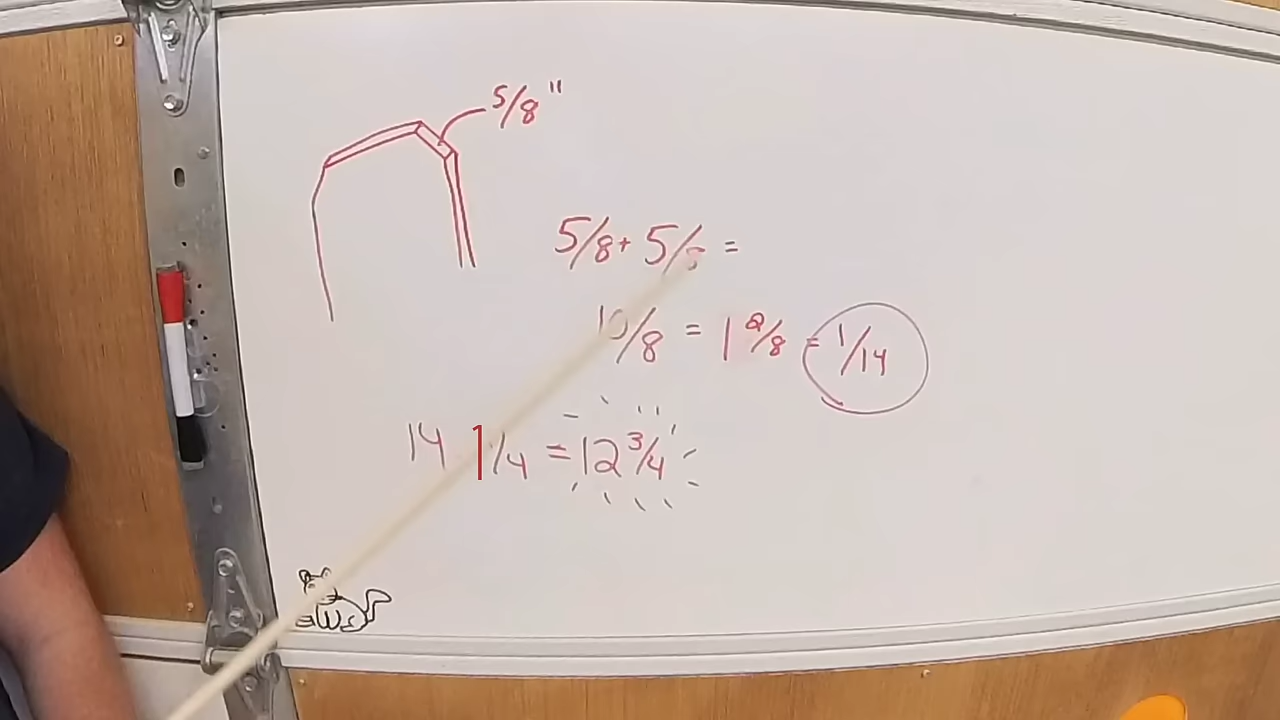 5/8"
5/8 + 5/8 =
10/8 = 1 2/8 = 1/14
14 1 1/4 = 12 3/4